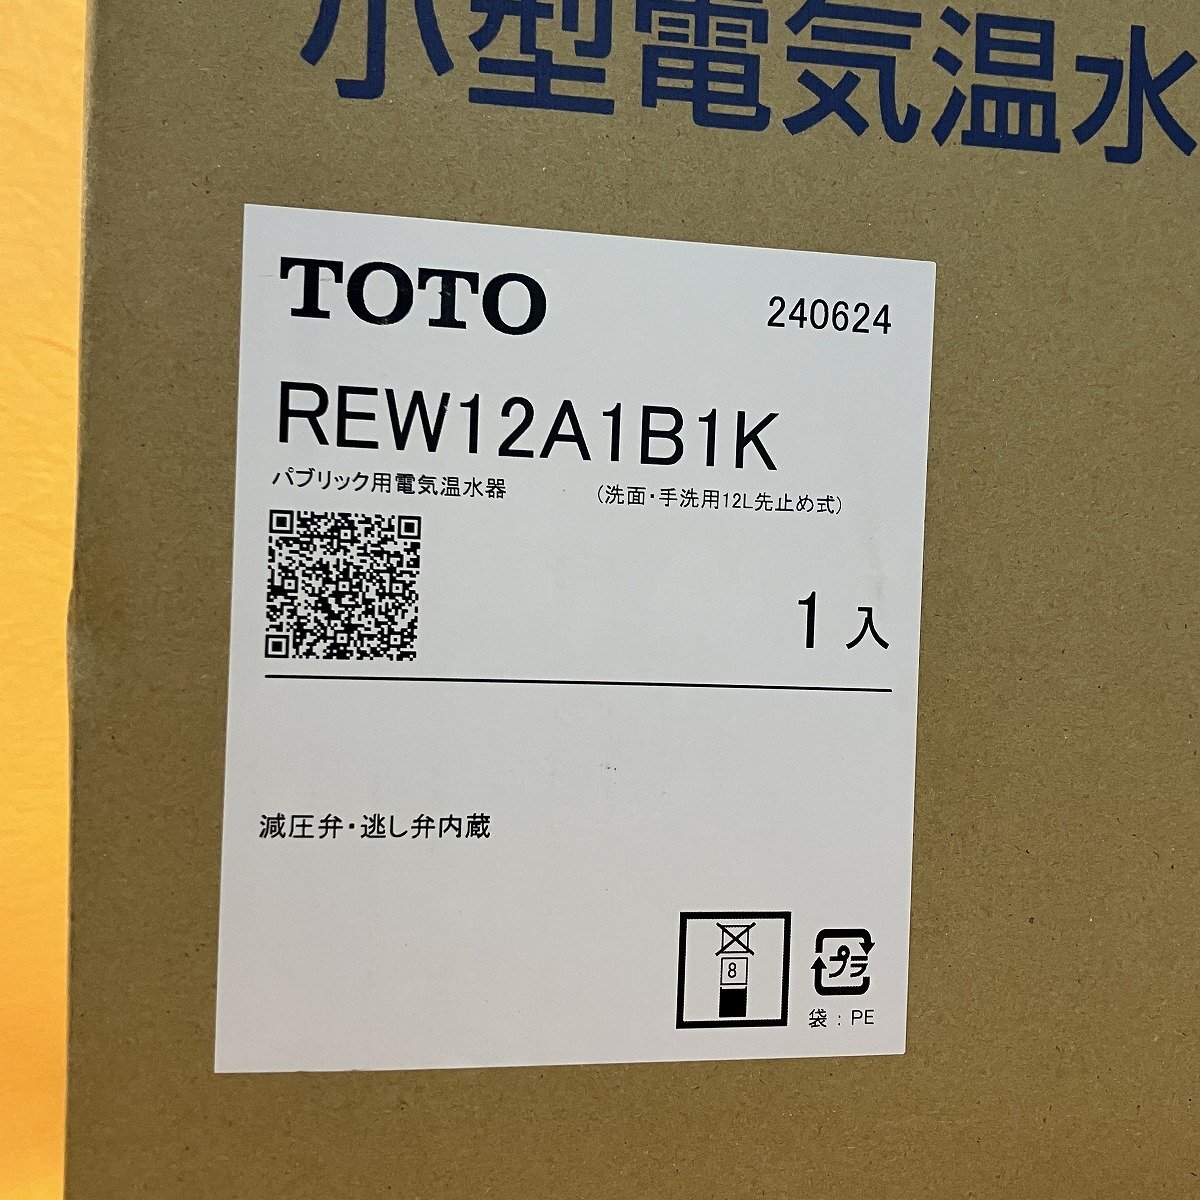 小型電気温水
TOTO 240624
REW12A1B1K
パブリック用電気温水器 (洗面・手洗用12L先止め式)
1入
減圧弁・逃し弁内蔵
8
プラ
袋:PE